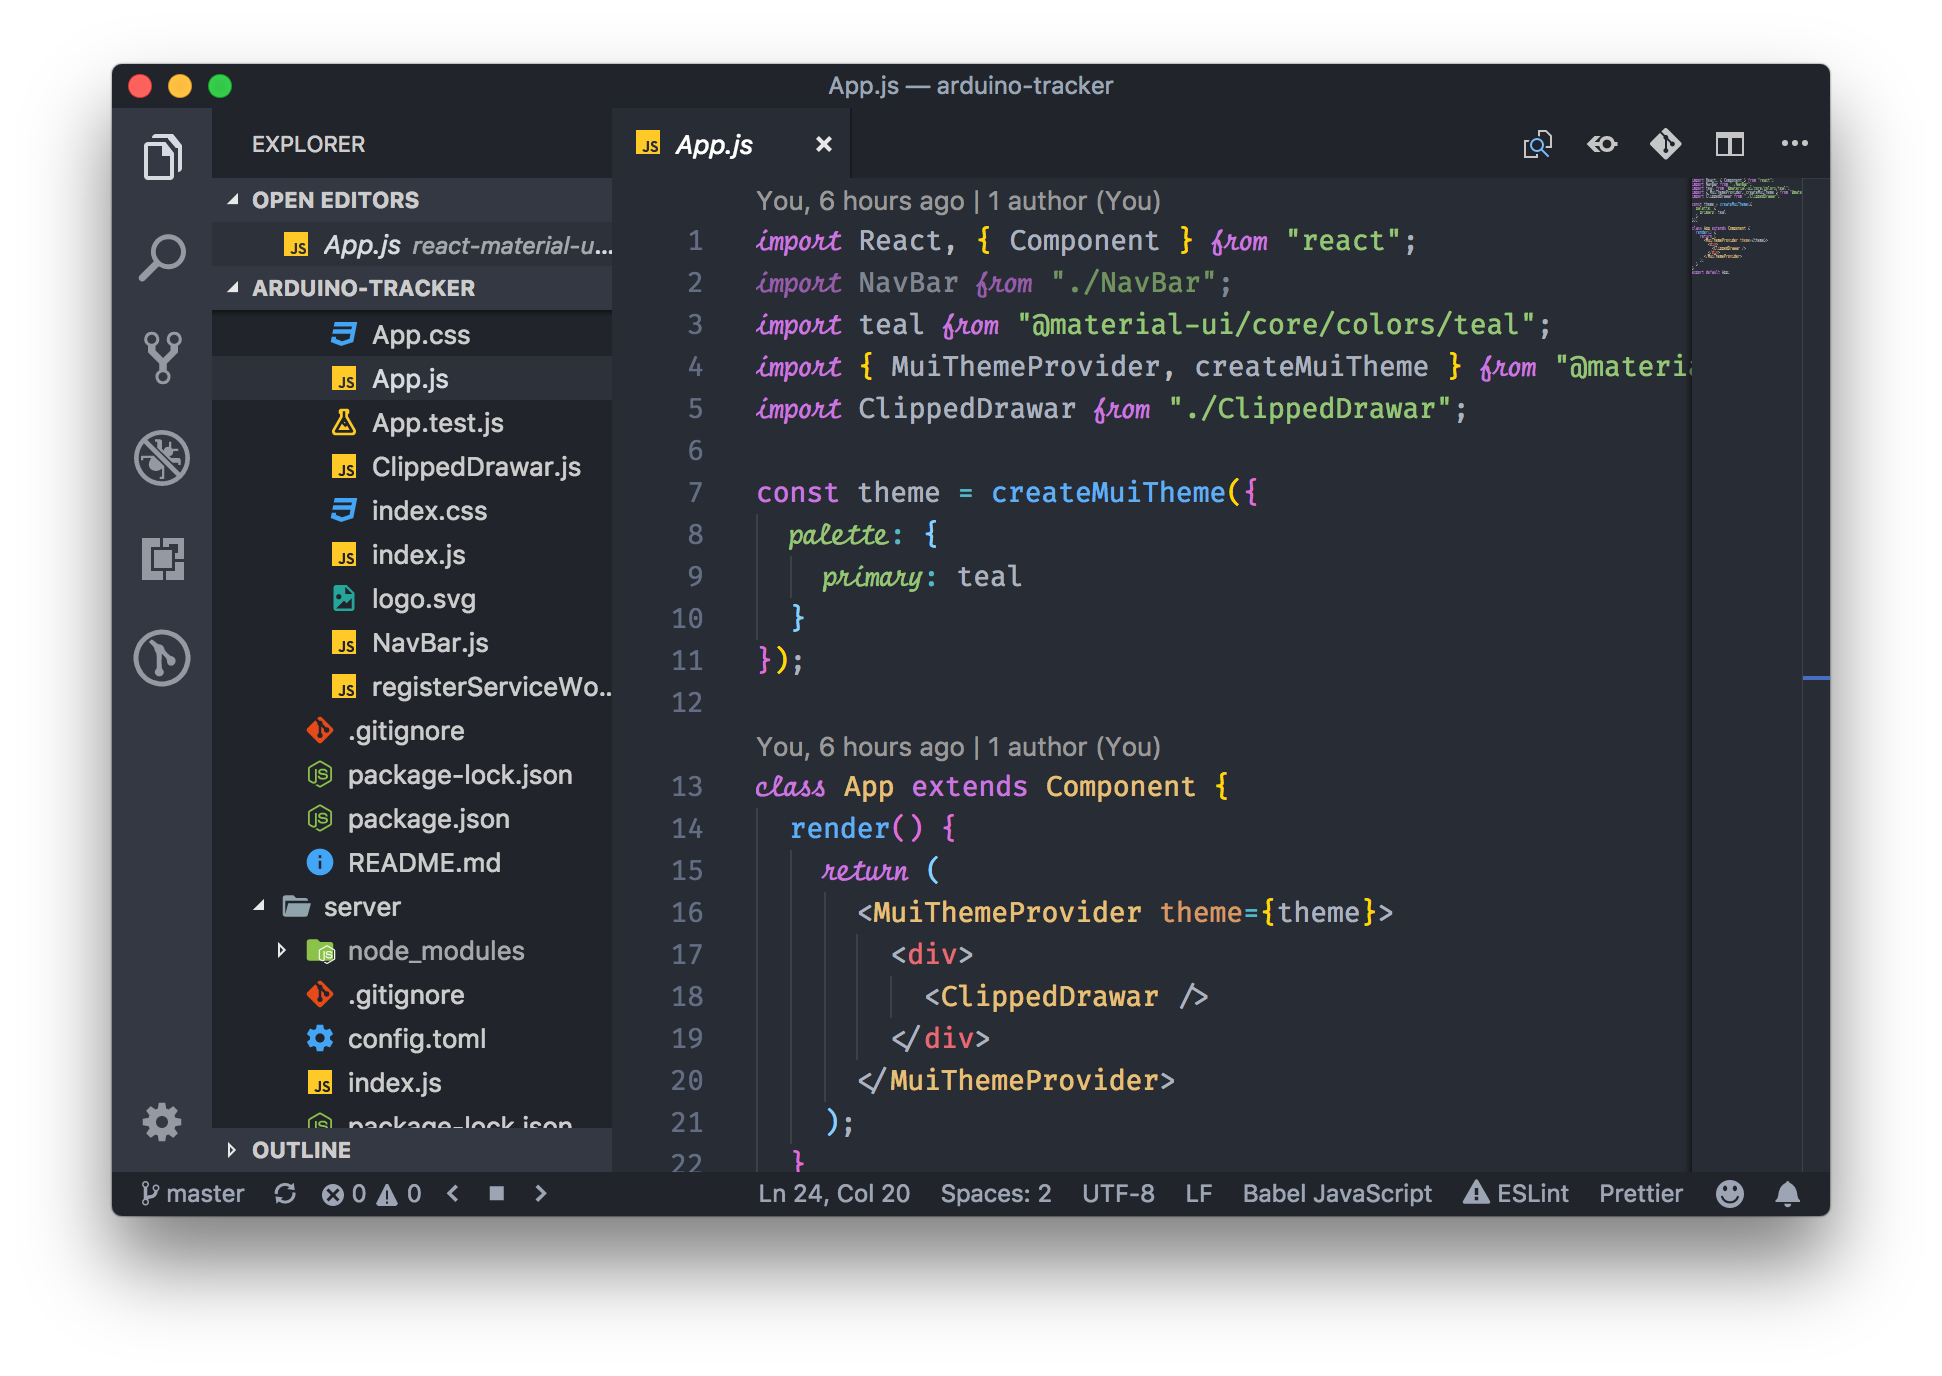 App.js — arduino-tracker
EXPLORER
OPEN EDITORS
App.js react-material-u...
ARDUINO-TRACKER
App.css
App.js
App.test.js
ClippedDrawar.js
index.css
index.js
logo.svg
NavBar.js
registerServiceWo...
.gitignore
package-lock.json
package.json
README.md
server
node_modules
.gitignore
config.toml
index.js
package-lock.json
OUTLINE
App.js
You, 6 hours ago | 1 author (You)
1 import React, { Component } from "react";
2 import NavBar from "./NavBar";
3 import teal from "@material-ui/core/colors/teal";
4 import { MuiThemeProvider, createMuiTheme } from "@materi
5 import ClippedDrawar from "./ClippedDrawar";
6
7 const theme = createMuiTheme({
8 palette: {
9 primary: teal
10 }
11 });
12
You, 6 hours ago | 1 author (You)
13 class App extends Component {
14 render() {
15 return (
16 <MuiThemeProvider theme={theme}>
17 <div>
18 <ClippedDrawar />
19 </div>
20 </MuiThemeProvider>
21 );
22 }
master 0 0 Ln 24, Col 20 Spaces: 2 UTF-8 LF Babel JavaScript ESLint Prettier